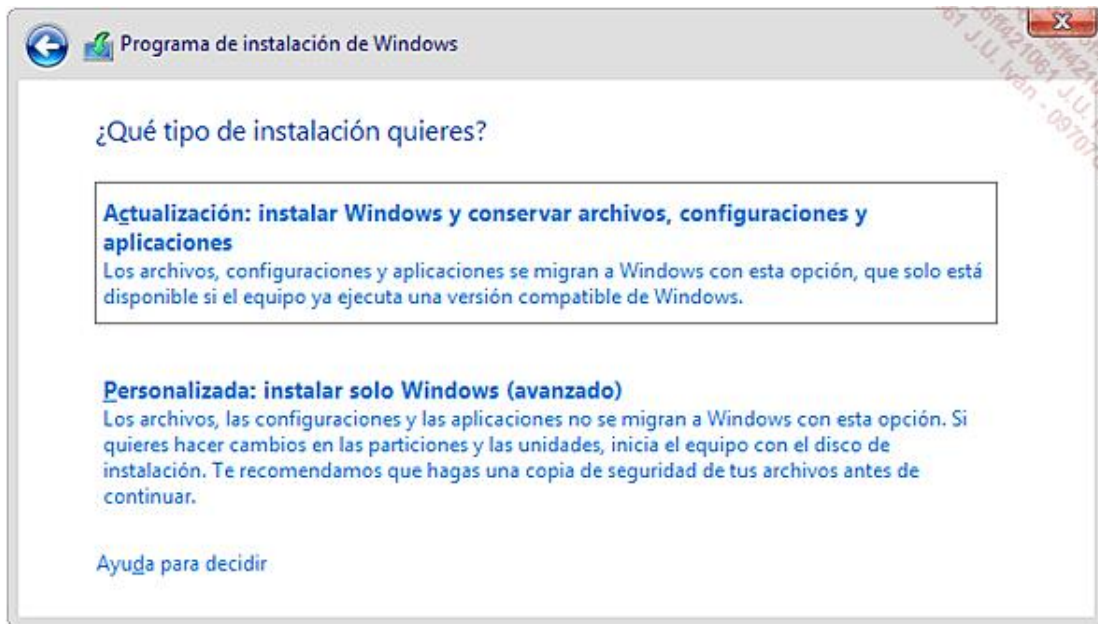 Programa de instalación de Windows
¿Qué tipo de instalación quieres?
Actualización: instalar Windows y conservar archivos, configuraciones y
aplicaciones
Los archivos, configuraciones y aplicaciones se migran a Windows con esta opción, que solo está
disponible si el equipo ya ejecuta una versión compatible de Windows.
Personalizada: instalar solo Windows (avanzado)
Los archivos, las configuraciones y las aplicaciones no se migran a Windows con esta opción. Si
quieres hacer cambios en las particiones y las unidades, inicia el equipo con el disco de
instalación. Te recomendamos que hagas una copia de seguridad de tus archivos antes de
continuar.
Ayuda para decidir